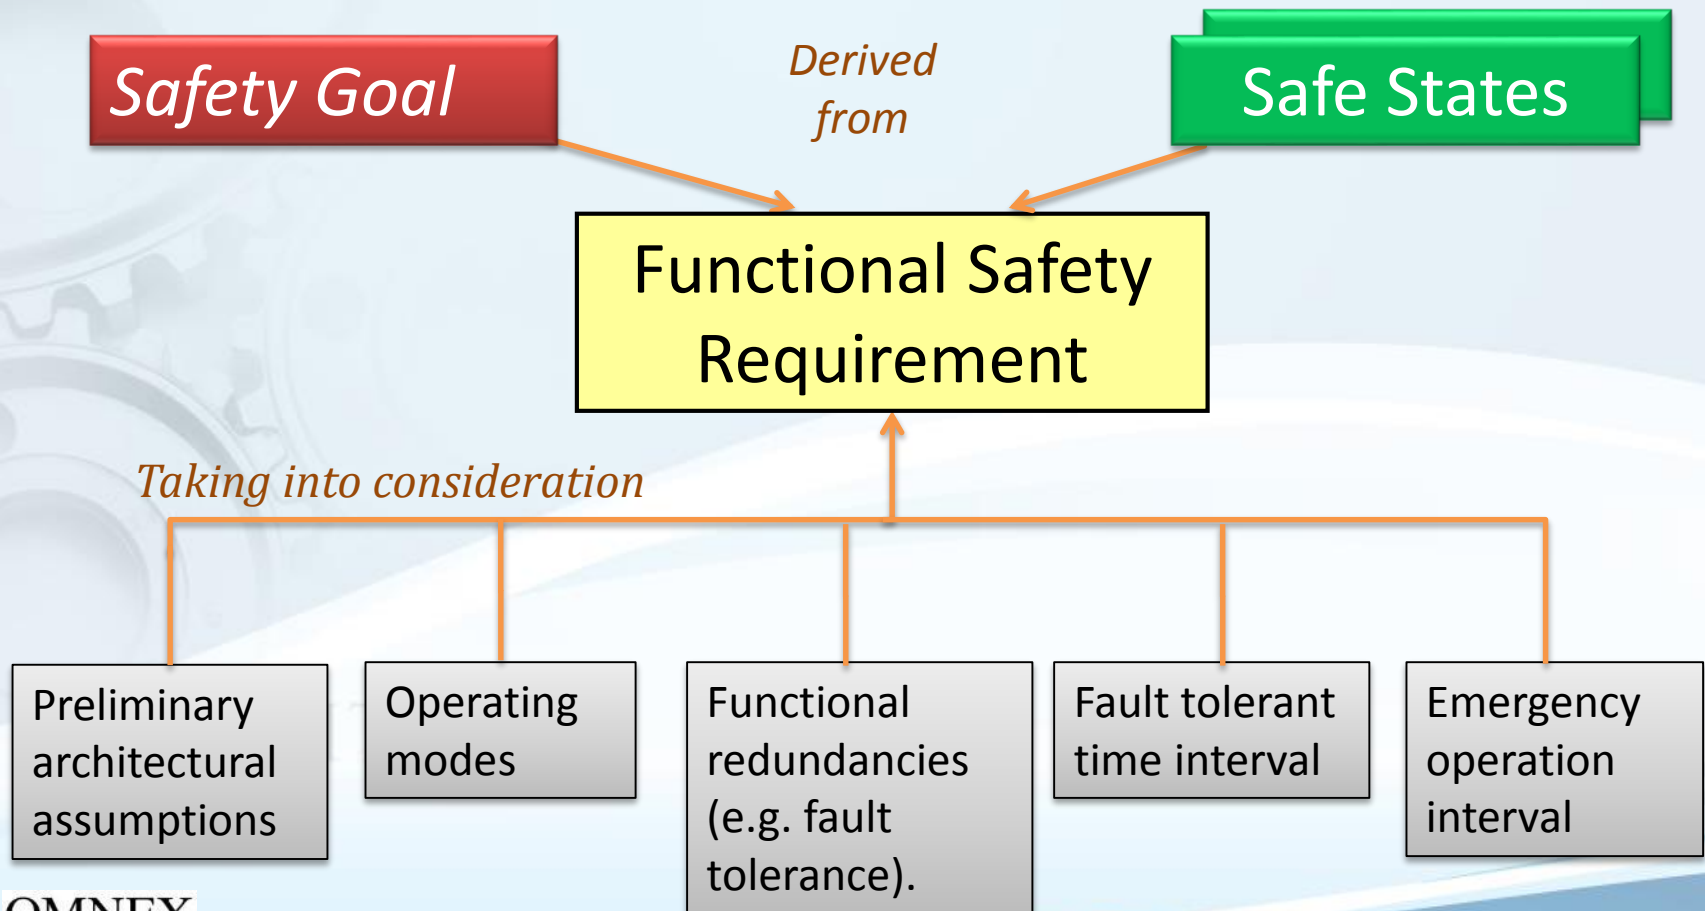 Safety Goal
Derived
from
Safe States
Functional Safety
Requirement
Taking into consideration
Preliminary
architectural
assumptions
Operating
modes
Functional
redundancies
(e.g. fault
tolerance).
Fault tolerant
time interval
Emergency
operation
interval
OMNEX